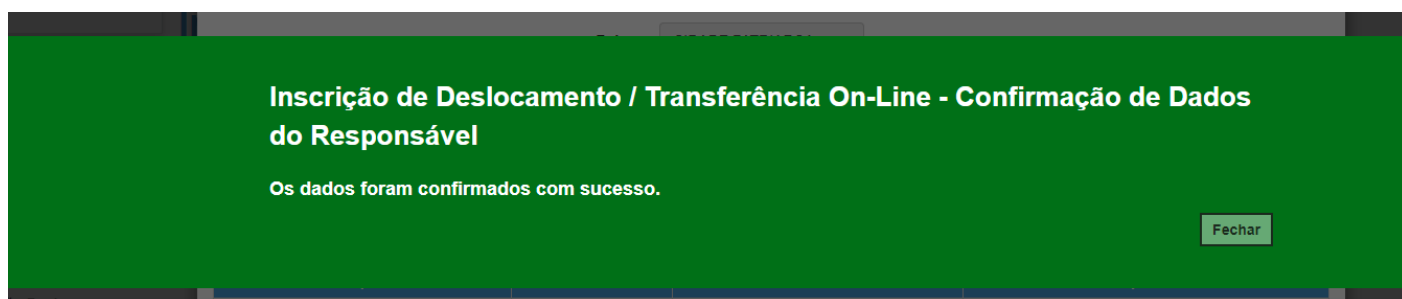 Inscrição de Deslocamento / Transferência On-Line - Confirmação de Dados
do Responsável
Os dados foram confirmados com sucesso.
Fechar